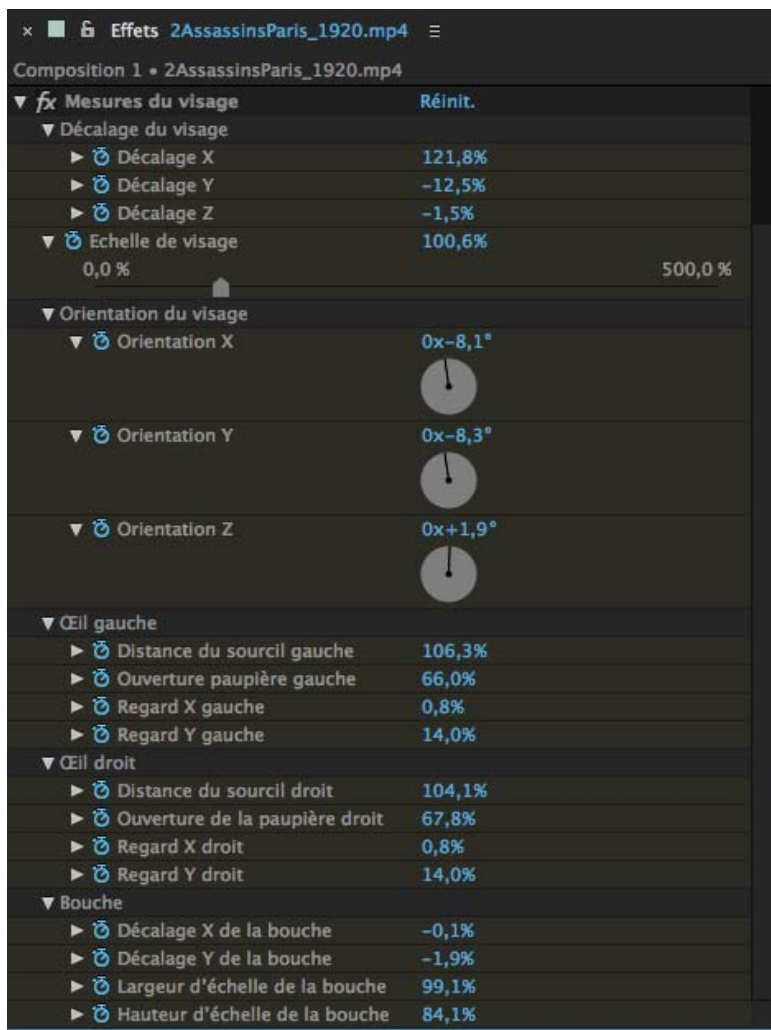 × Effets 2AssassinsParis_1920.mp4 ≡
Composition 1 • 2AssassinsParis_1920.mp4
fx Mesures du visage Réinit.
Décalage du visage
Décalage X 121,8%
Décalage Y -12,5%
Décalage Z -1,5%
Echelle de visage 100,6%
0,0 % 500,0 %
Orientation du visage
Orientation X 0x-8,1°
Orientation Y 0x-8,3°
Orientation Z 0x+1,9°
Œil gauche
Distance du sourcil gauche 106,3%
Ouverture paupière gauche 66,0%
Regard X gauche 0,8%
Regard Y gauche 14,0%
Œil droit
Distance du sourcil droit 104,1%
Ouverture de la paupière droit 67,8%
Regard X droit 0,8%
Regard Y droit 14,0%
Bouche
Décalage X de la bouche -0,1%
Décalage Y de la bouche -1,9%
Largeur d'échelle de la bouche 99,1%
Hauteur d'échelle de la bouche 84,1%